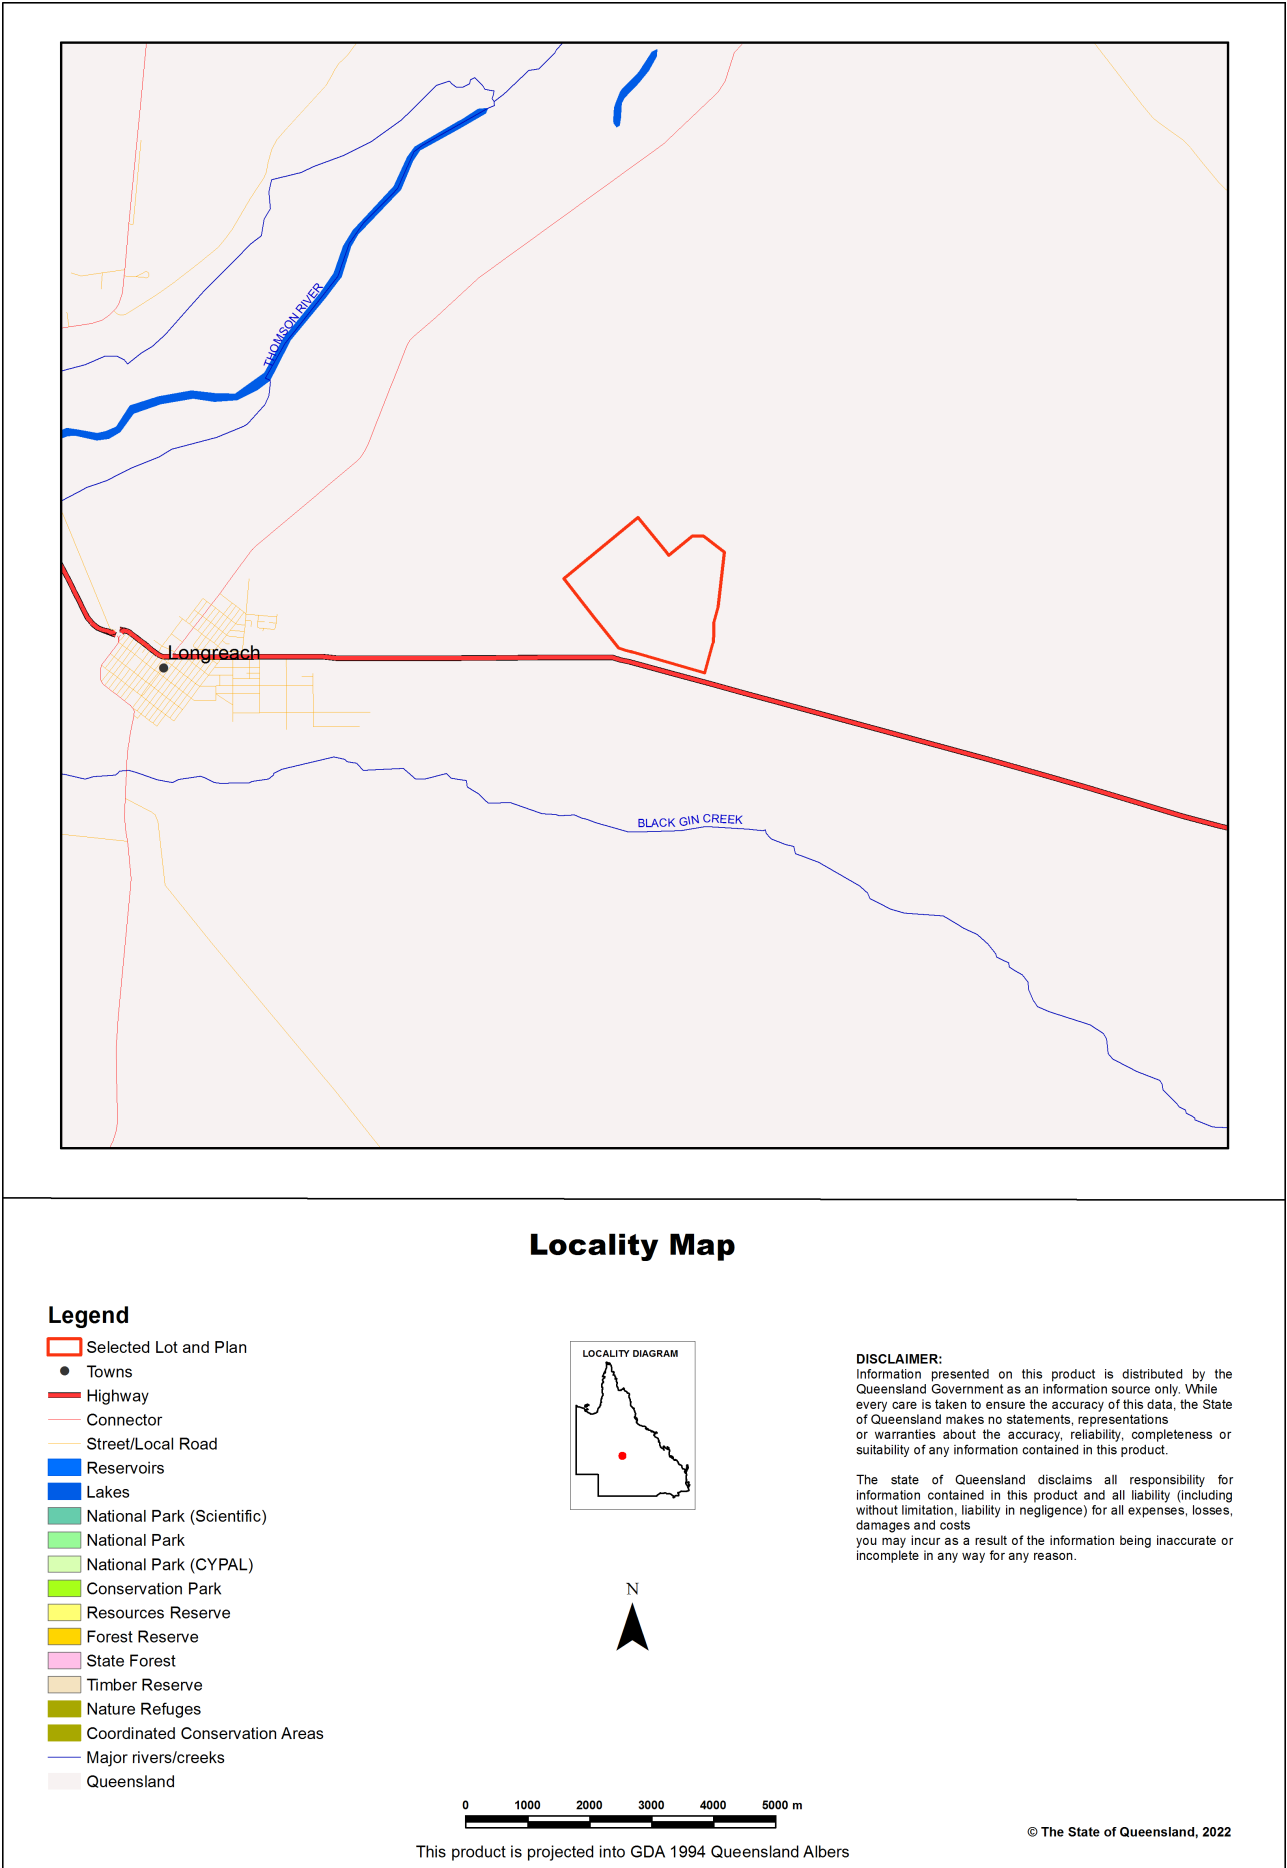 THOMSON RIVER
Longreach
BLACK GIN CREEK
Locality Map
Legend
Selected Lot and Plan
Towns
Highway
Connector
Street/Local Road
Reservoirs
Lakes
National Park (Scientific)
National Park
National Park (CYPAL)
Conservation Park
Resources Reserve
Forest Reserve
State Forest
Timber Reserve
Nature Refuges
Coordinated Conservation Areas
Major rivers/creeks
Queensland
LOCALITY DIAGRAM
N
DISCLAIMER:
Information presented on this product is distributed by the
Queensland Government as an information source only. While
every care is taken to ensure the accuracy of this data, the State
of Queensland makes no statements, representations
or warranties about the accuracy, reliability, completeness or
suitability of any information contained in this product.
The state of Queensland disclaims all responsibility for
information contained in this product and all liability (including
without limitation, liability in negligence) for all expenses, losses,
damages and costs
you may incur as a result of the information being inaccurate or
incomplete in any way for any reason.
0 1000 2000 3000 4000 5000 m
This product is projected into GDA 1994 Queensland Albers
© The State of Queensland, 2022